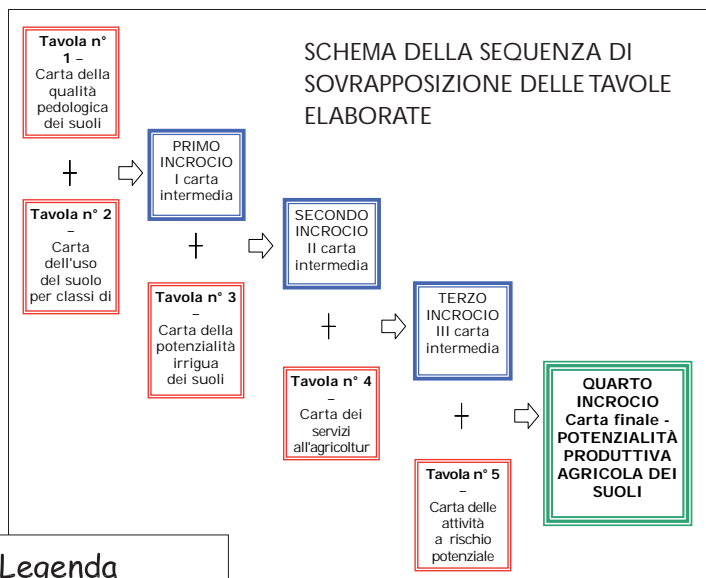 SCHEMA DELLA SEQUENZA DI
SOVRAPPOSIZIONE DELLE TAVOLE
ELABORATE
Tavola n°
1 –
Carta della
qualità
pedologica
dei suoli
+
Tavola n° 2
–
Carta
dell'uso
del suolo
per classi di
PRIMO
INCROCIO
I carta
intermedia
+
Tavola n° 3
–
Carta della
potenzialità
irrigua
dei suoli
SECONDO
INCROCIO
II carta
intermedia
+
Tavola n° 4
–
Carta dei
servizi
all'agricoltur
TERZO
INCROCIO
III carta
intermedia
+
Tavola n° 5
–
Carta delle
attività
a rischio
potenziale
QUARTO
INCROCIO
Carta finale -
POTENZIALITÀ
PRODUTTIVA
AGRICOLA DEI
SUOLI
Legenda